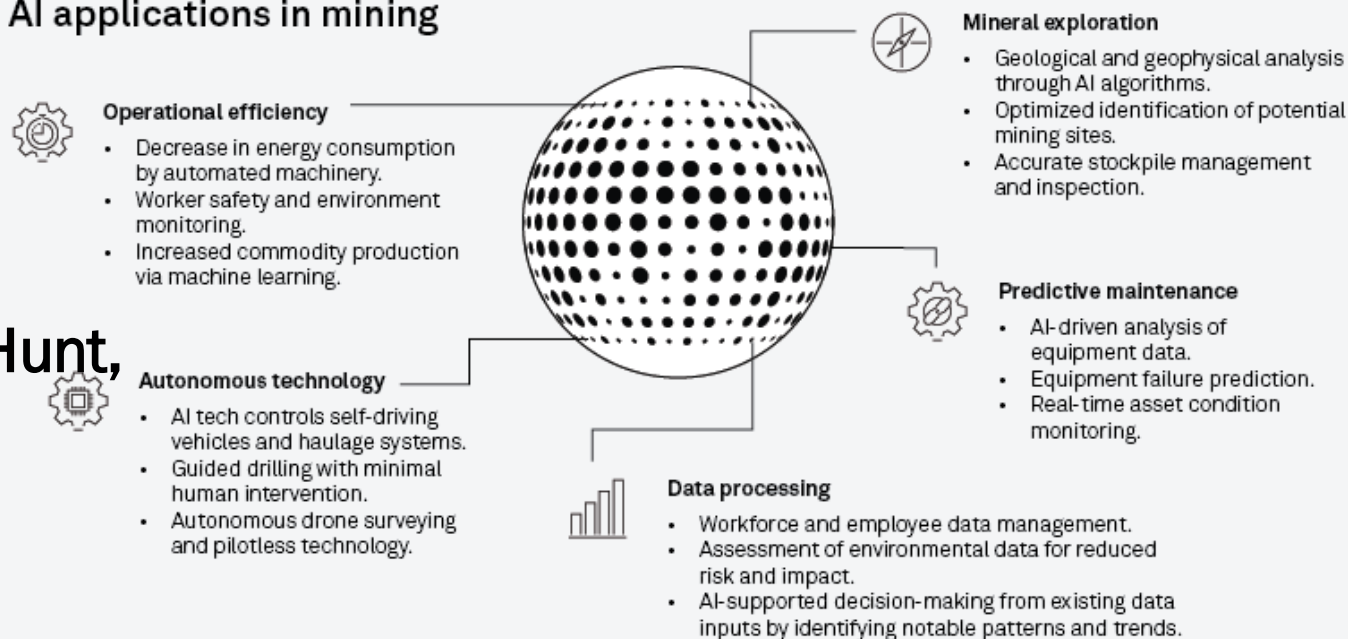 AI applications in mining
Operational efficiency
• Decrease in energy consumption
by automated machinery.
• Worker safety and environment
monitoring.
• Increased commodity production
via machine learning.
Hunt,
Autonomous technology
• AI tech controls self-driving
vehicles and haulage systems.
• Guided drilling with minimal
human intervention.
• Autonomous drone surveying
and pilotless technology.
Mineral exploration
• Geological and geophysical analysis
through AI algorithms.
• Optimized identification of potential
mining sites.
• Accurate stockpile management
and inspection.
Predictive maintenance
• AI-driven analysis of
equipment data.
• Equipment failure prediction.
• Real-time asset condition
monitoring.
Data processing
• Workforce and employee data management.
• Assessment of environmental data for reduced
risk and impact.
• AI-supported decision-making from existing data
inputs by identifying notable patterns and trends.